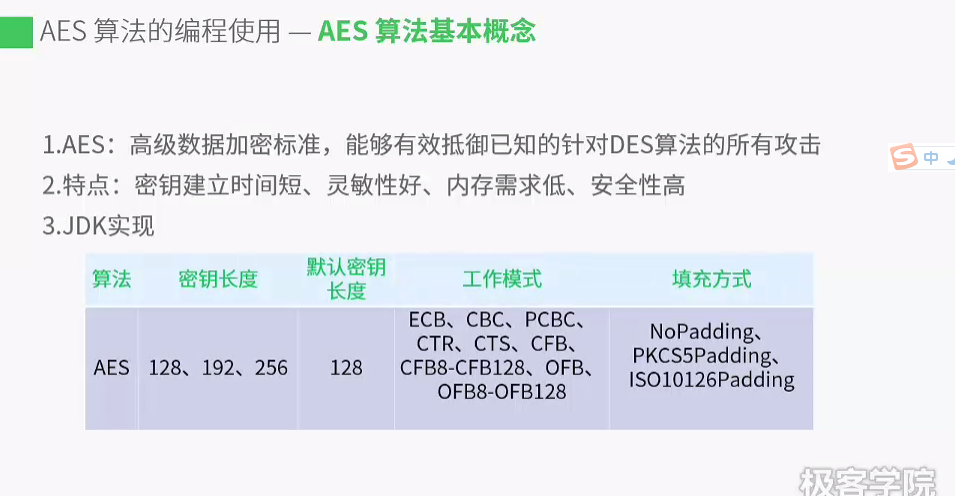 AES 算法的编程使用 — AES 算法基本概念
1.AES：高级数据加密标准，能够有效抵御已知的针对DES算法的所有攻击
中
2.特点：密钥建立时间短、灵敏性好、内存需求低、安全性高
3.JDK实现
算法
密钥长度
默认密钥
长度
工作模式
填充方式
AES
128、192、256
128
ECB、CBC、PCBC、
CTR、CTS、CFB、
CFB8-CFB128、OFB、
OFB8-OFB128
NoPadding、
PKCS5Padding、
ISO10126Padding
极客学院